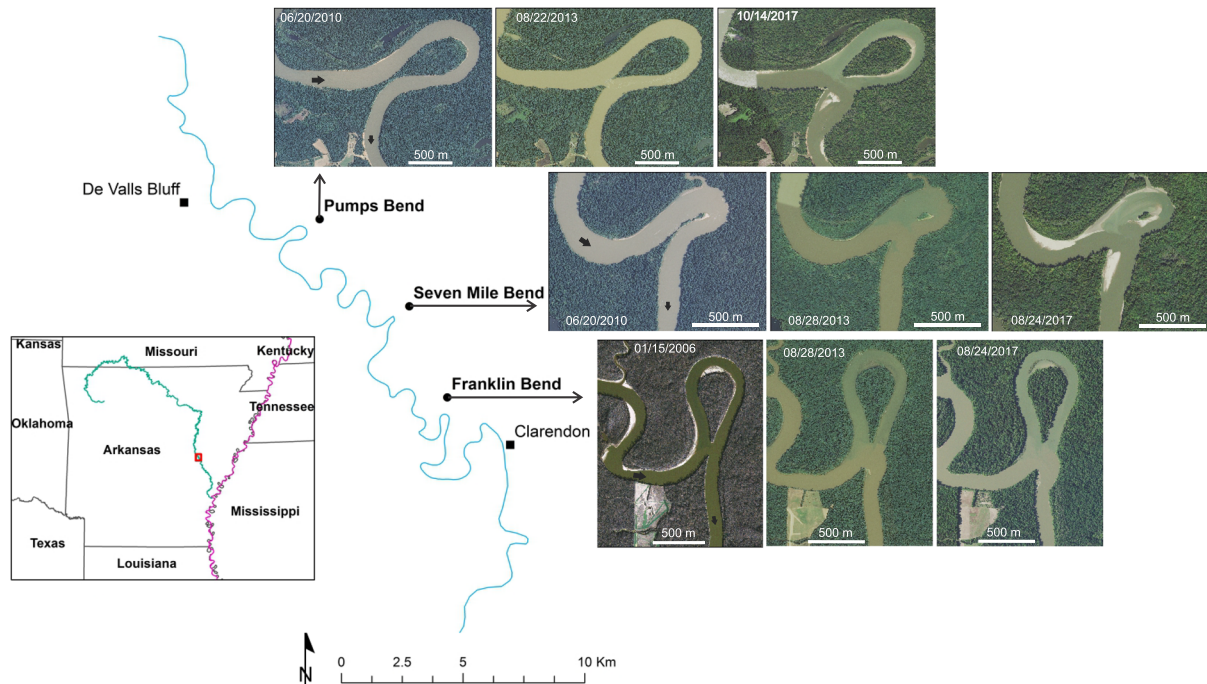 06/20/2010
08/22/2013
10/14/2017
500 m
500 m
500 m
De Valls Bluff
Pumps Bend
Seven Mile Bend
06/20/2010
500 m
08/28/2013
500 m
08/24/2017
500 m
Franklin Bend
01/15/2006
08/28/2013
08/24/2017
500 m
500 m
500 m
Clarendon
Kansas
Missouri
Kentucky
Tennessee
Oklahoma
Arkansas
Mississippi
Texas
Louisiana
N
0
2.5
5
10 Km